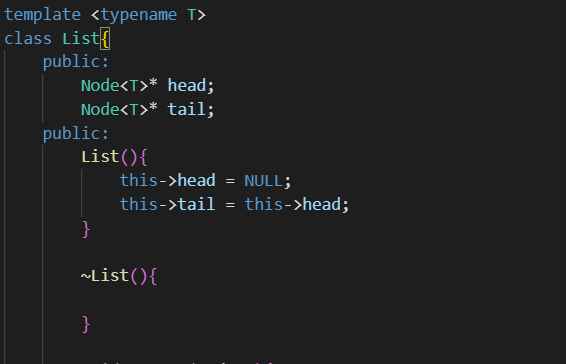 template <typename T>
class List{
    public:
        Node<T>* head;
        Node<T>* tail;
    public:
        List(){
            this->head = NULL;
            this->tail = this->head;
        }
        ~List(){
        }